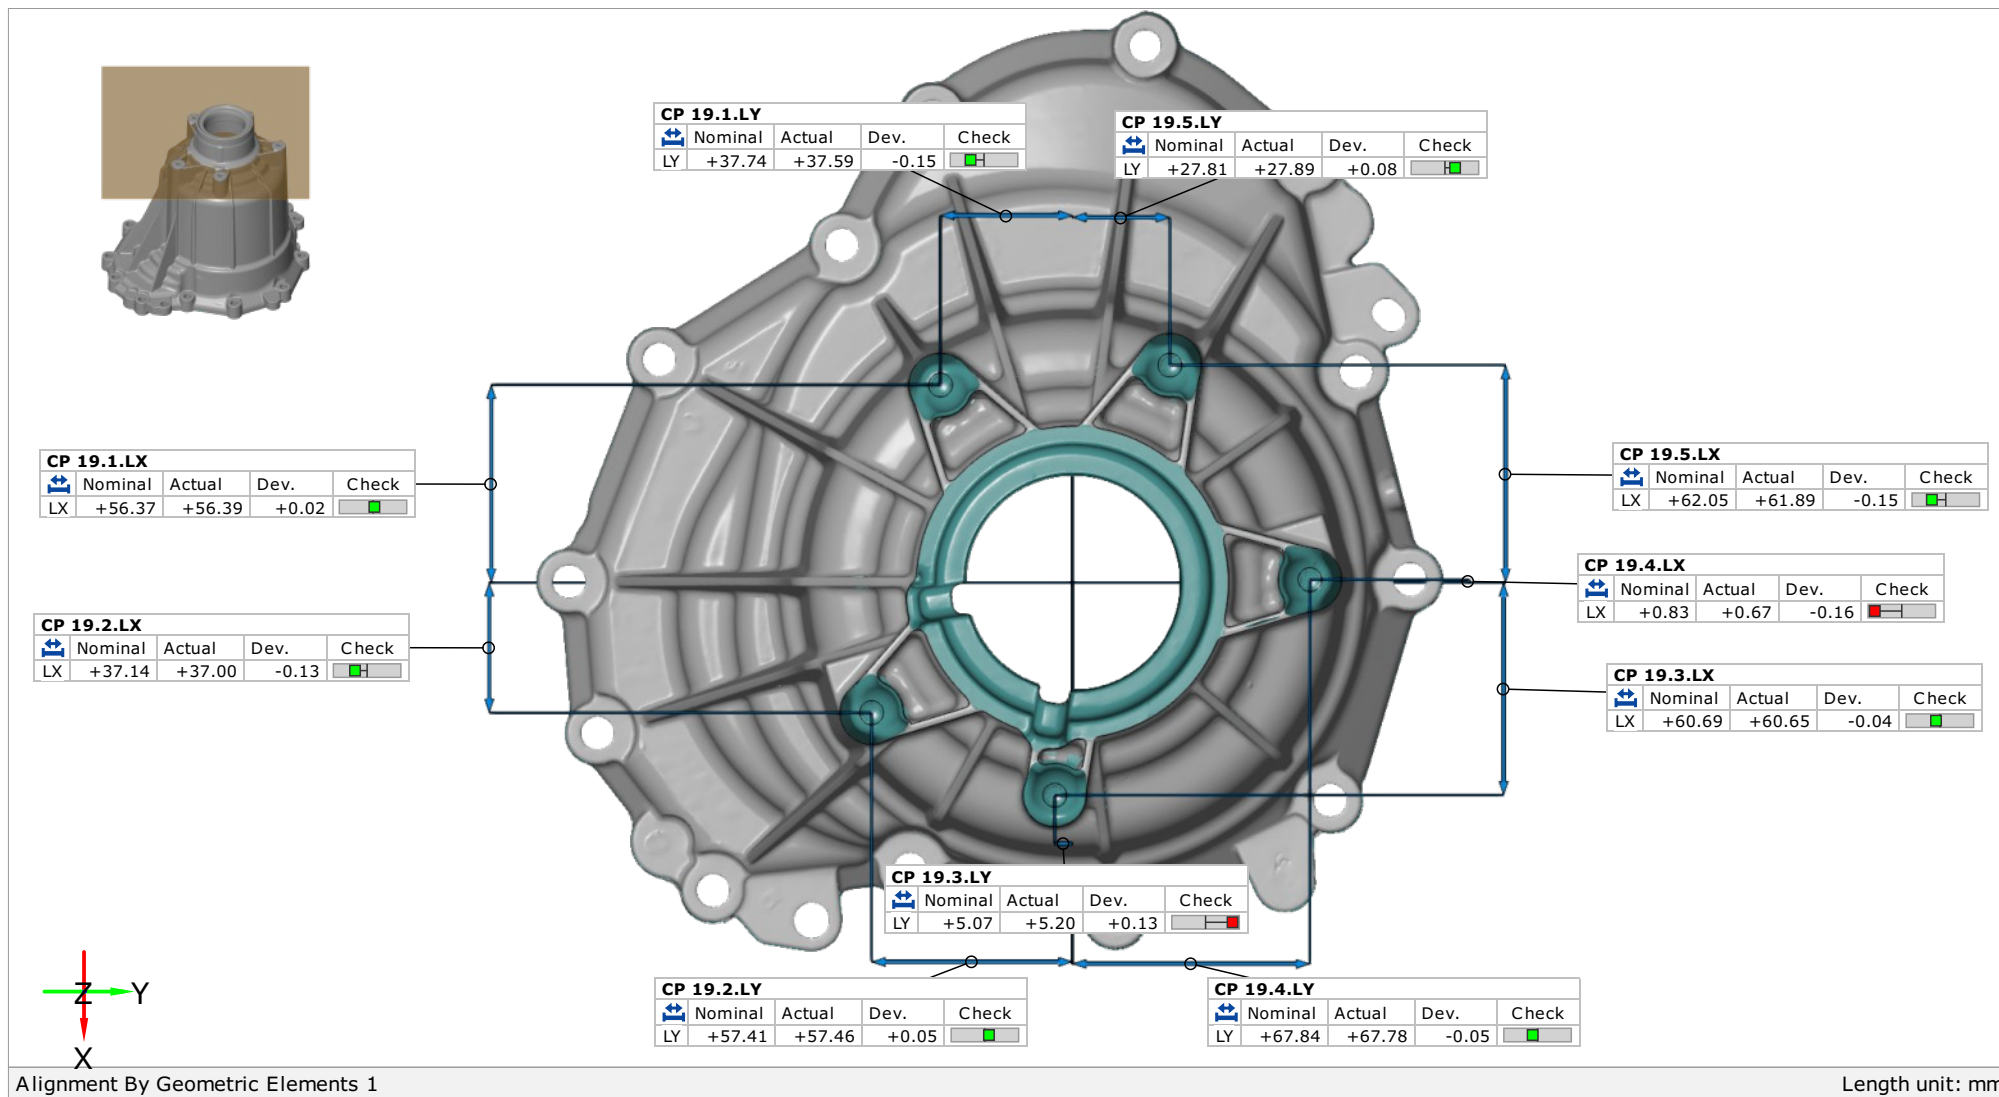 CP 19.1.LY
Nominal Actual Dev. Check
LY +37.74 +37.59 -0.15
CP 19.5.LY
Nominal Actual Dev. Check
LY +27.81 +27.89 +0.08
CP 19.1.LX
Nominal Actual Dev. Check
LX +56.37 +56.39 +0.02
CP 19.5.LX
Nominal Actual Dev. Check
LX +62.05 +61.89 -0.15
CP 19.4.LX
Nominal Actual Dev. Check
LX +0.83 +0.67 -0.16
CP 19.2.LX
Nominal Actual Dev. Check
LX +37.14 +37.00 -0.13
CP 19.3.LX
Nominal Actual Dev. Check
LX +60.69 +60.65 -0.04
CP 19.3.LY
Nominal Actual Dev. Check
LY +5.07 +5.20 +0.13
CP 19.2.LY
Nominal Actual Dev. Check
LY +57.41 +57.46 +0.05
CP 19.4.LY
Nominal Actual Dev. Check
LY +67.84 +67.78 -0.05
Z Y
X
Alignment By Geometric Elements 1
Length unit: mm